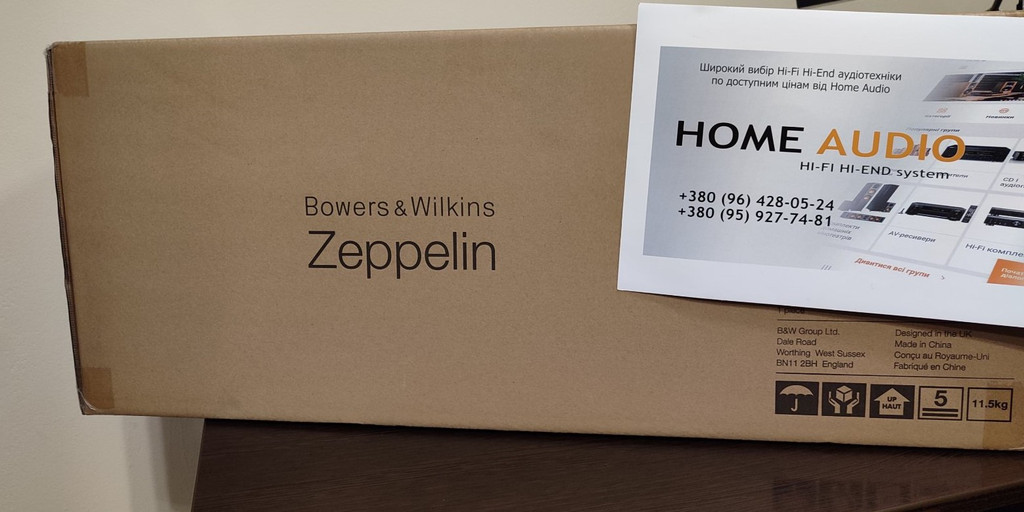 Bowers & Wilkins
Zeppelin
Широкий вибір Hi-Fi Hi-End аудіотехніки
по доступним цінам від Home Audio
HOME AUDIO
HI-FI HI-END system
+380 (96) 428-05-24
+380 (95) 927-74-81
Новинки
групи
CD і
AV-ресивери
Hi-Fi компле
Дивитися всі групи
B&W Group Ltd.
Dale Road
Worthing West Sussex
BN11 2BH England
Designed in the UK
Made in China
Conçu au Royaume-Uni
Fabriqué en Chine
UP
HAUT
5
11.5kg